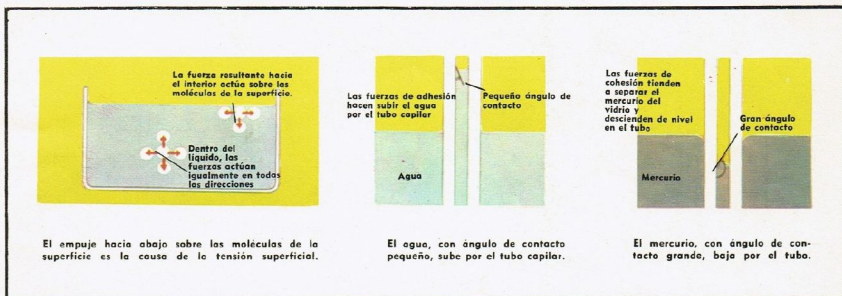 La fuerza resultante hacia
el interior actúa sobre las
moléculas de la superficie.
Dentro del
líquido, las
fuerzas actúan
igualmente en todas
las direcciones
El empuje hacia abajo sobre las moléculas de la
superficie es la causa de la tensión superficial.
Las fuerzas de adhesión
hacen subir el agua
por el tubo capilar
Pequeño ángulo de
contacto
Agua
El agua, con ángulo de contacto
pequeño, sube por el tubo capilar.
Las fuerzas de
cohesión tienden
a separar el
mercurio del
vidrio y
descienden de nivel
en el tubo
Gran ángulo
de contacto
Mercurio
El mercurio, con ángulo de con-
tacto grande, baja por el tubo.